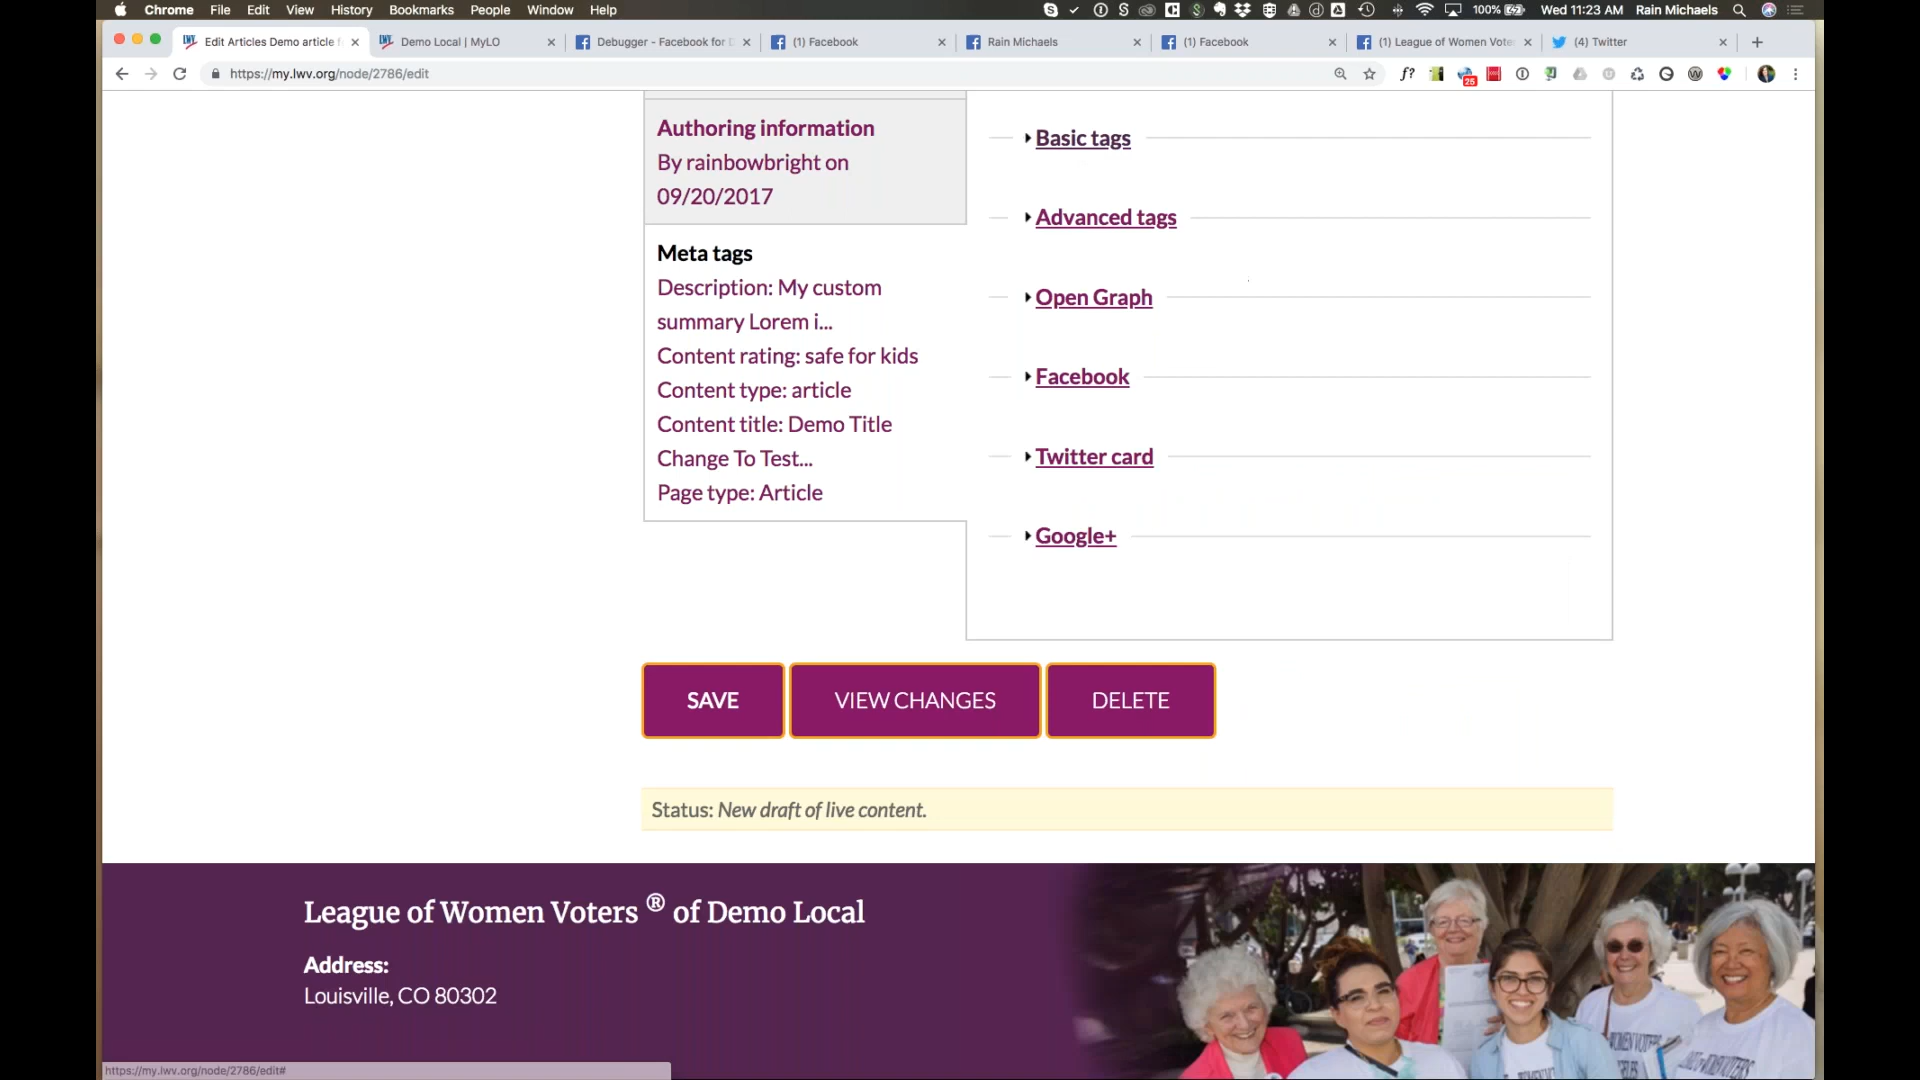 Chrome File Edit View History Bookmarks People Window Help 100% Wed 11:23 AM Rain Michaels
Edit Articles Demo article f Demo Local | MyLO Debugger - Facebook for D (1) Facebook Rain Michaels (1) Facebook (1) League of Women Vote (4) Twitter
https://my.lwv.org/node/2786/edit
25
Authoring information
By rainbowbright on
09/20/2017
Meta tags
Description: My custom
summary Lorem i...
Content rating: safe for kids
Content type: article
Content title: Demo Title
Change To Test...
Page type: Article
Basic tags
Advanced tags
Open Graph
Facebook
Twitter card
Google+
SAVE VIEW CHANGES DELETE
Status: New draft of live content.
League of Women Voters ® of Demo Local
Address:
Louisville, CO 80302
https://my.lwv.org/node/2786/edit#